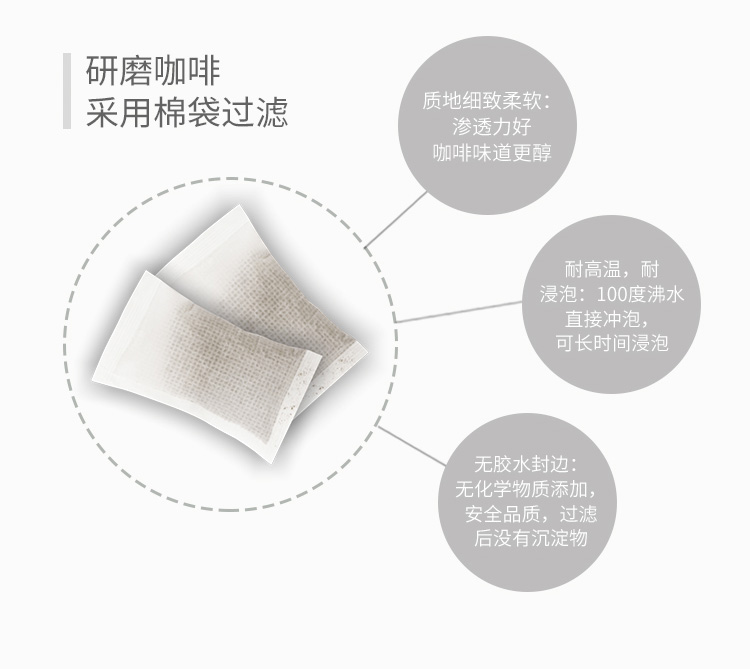 研磨咖啡
采用棉袋过滤
质地细致柔软：
渗透力好
咖啡味道更醇
耐高温，耐
浸泡：100度沸水
直接冲泡，
可长时间浸泡
无胶水封边：
无化学物质添加，
安全品质，过滤
后没有沉淀物